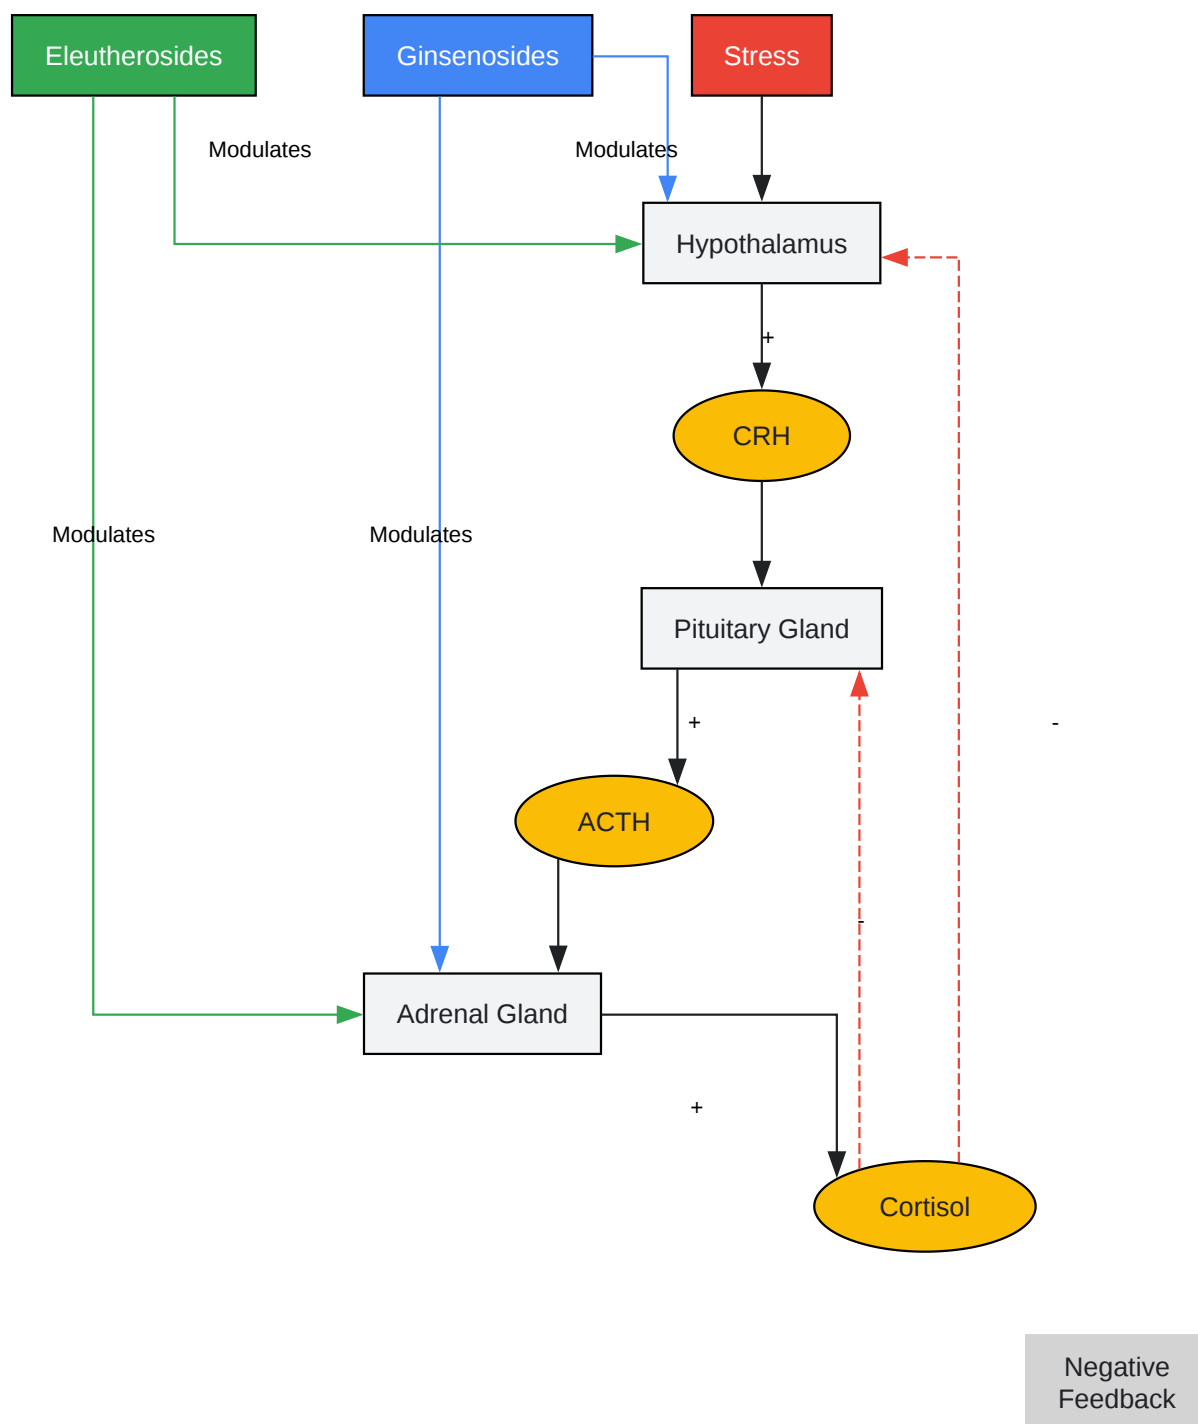 Eleutherosides
Ginsenosides
Stress
Modulates
Modulates
Hypothalamus
+
CRH
Modulates
Modulates
Pituitary Gland
+
-
ACTH
-
Adrenal Gland
+
Cortisol
Negative
Feedback